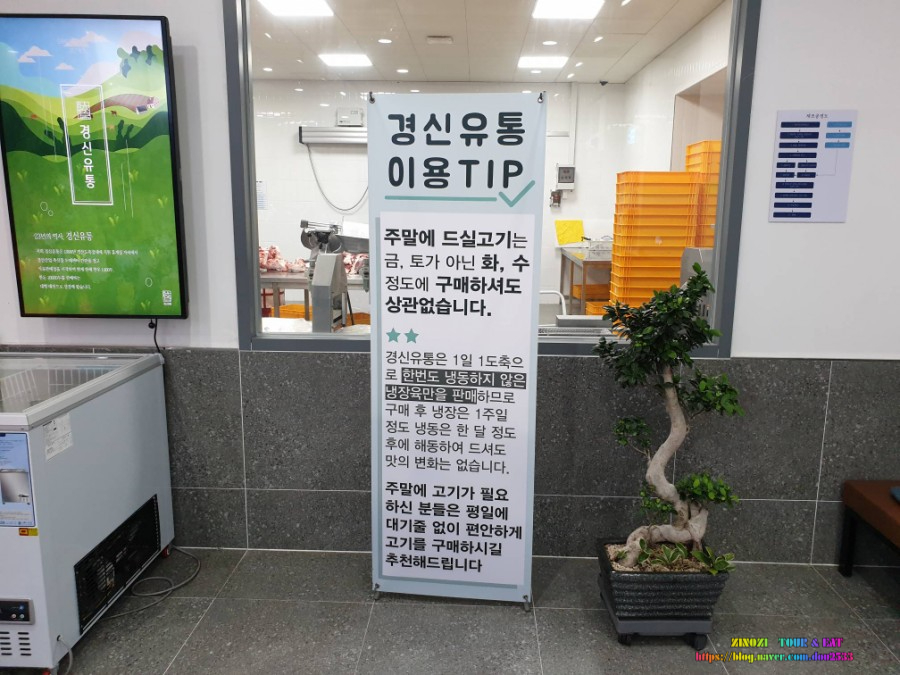 경신유통
경신유통
이용TIP
주말에 드실고기는
금, 토가 아닌 화, 수
정도에 구매하셔도
상관없습니다.
경신유통은 1일 1도축으
로 한번도 냉동하지 않은
냉장육만을 판매하므로
구매 후 냉장은 1주일
정도 냉동은 한 달 정도
후에 해동하여 드셔도
맛의 변화는 없습니다.
주말에 고기가 필요
하신 분들은 평일에
대기줄 없이 편안하게
고기를 구매하시길
추천해드립니다
ZINOZI TOUR & EAT